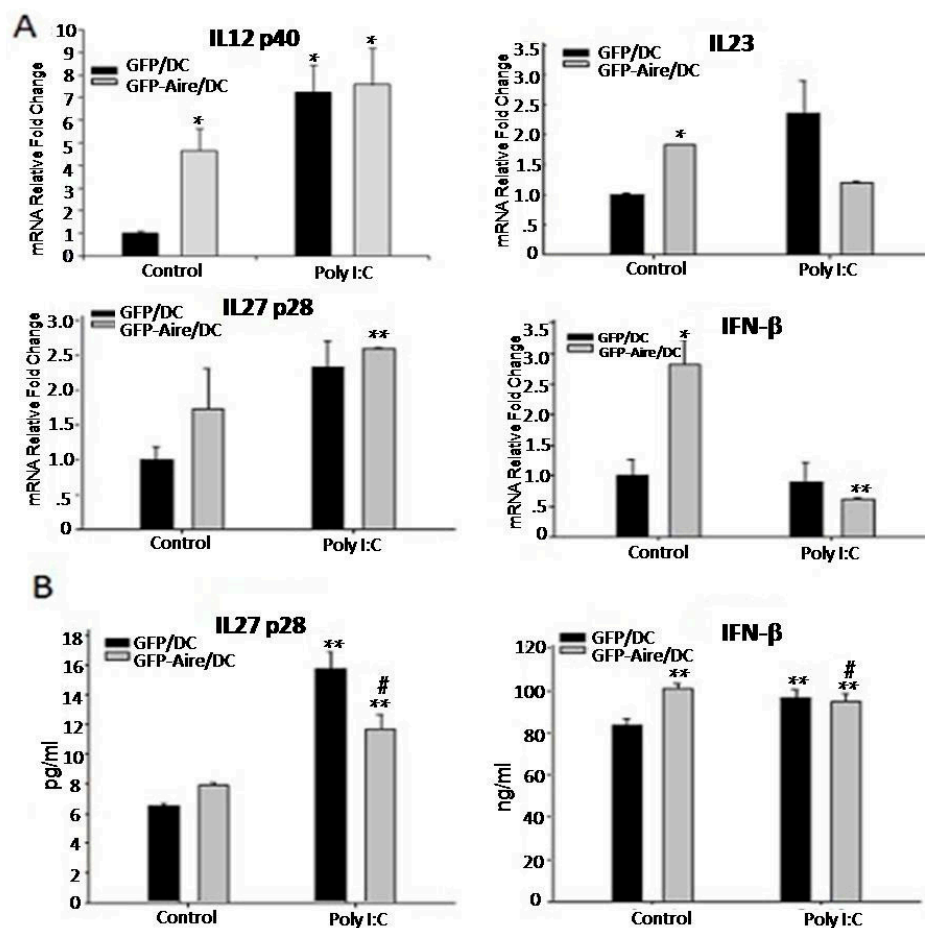 A
IL12 p40
mRNA Relative Fold Change
10
9
8
7
6
5
4
3
2
1
0
GFP/DC
GFP-Aire/DC
*
*
*
Control
Poly I:C
IL23
mRNA Relative Fold Change
3.5
3.0
2.5
2.0
1.5
1.0
.5
0
GFP/DC
GFP-Aire/DC
*
Control
Poly I:C
IL27 p28
mRNA Relative Fold Change
3.0
2.5
2.0
1.5
1.0
.5
0
GFP/DC
GFP-Aire/DC
**
Control
Poly I:C
IFN-β
mRNA Relative Fold Change
3.5
3.0
2.5
2.0
1.5
1.0
0.5
0
GFP/DC
GFP-Aire/DC
*
**
Control
Poly I:C
B
IL27 p28
pg/ml
18
16
14
12
10
8
6
4
2
0
GFP/DC
GFP-Aire/DC
**
#
**
Control
Poly I:C
IFN-β
ng/ml
120
100
80
60
40
20
0
GFP/DC
GFP-Aire/DC
**
**
#
**
Control
Poly I:C